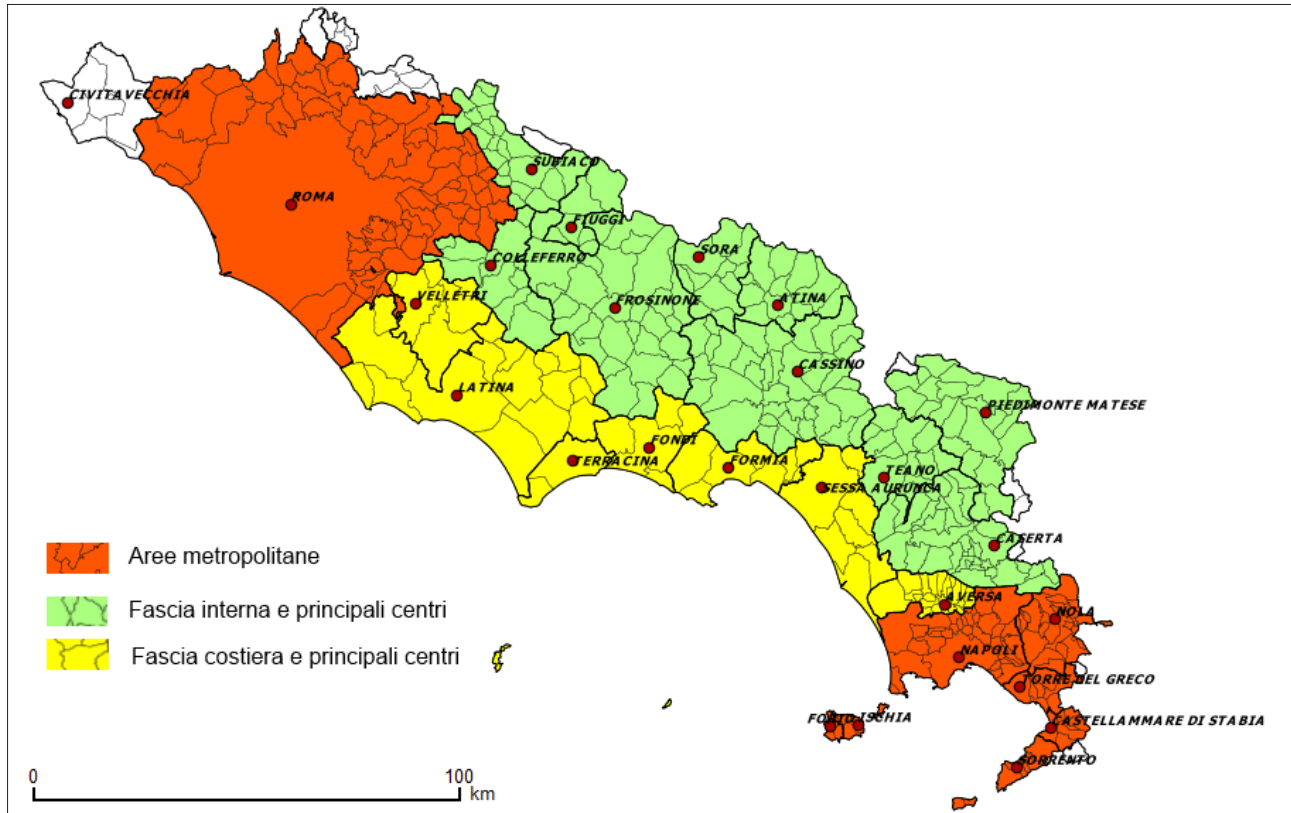 CIVITAVECCHIA
SUBIACO
ROMA
FIUGGI
SORA
COLLEFERRO
VELLETRI
FROSINONE
ATINA
CASSINO
LATINA
PIEDIMONTE MATESE
FONDI
TERRACINA
FORMIA
TEANO
SESSA AURUNCA
CASERTA
Aree metropolitane
Fascia interna e principali centri
AVERSA
NOLA
Fascia costiera e principali centri
NAPOLI
TORRE DEL GRECO
FORIO
ISCHIA
CASTELLAMMARE DI STABIA
SORRENTO
0 100
km